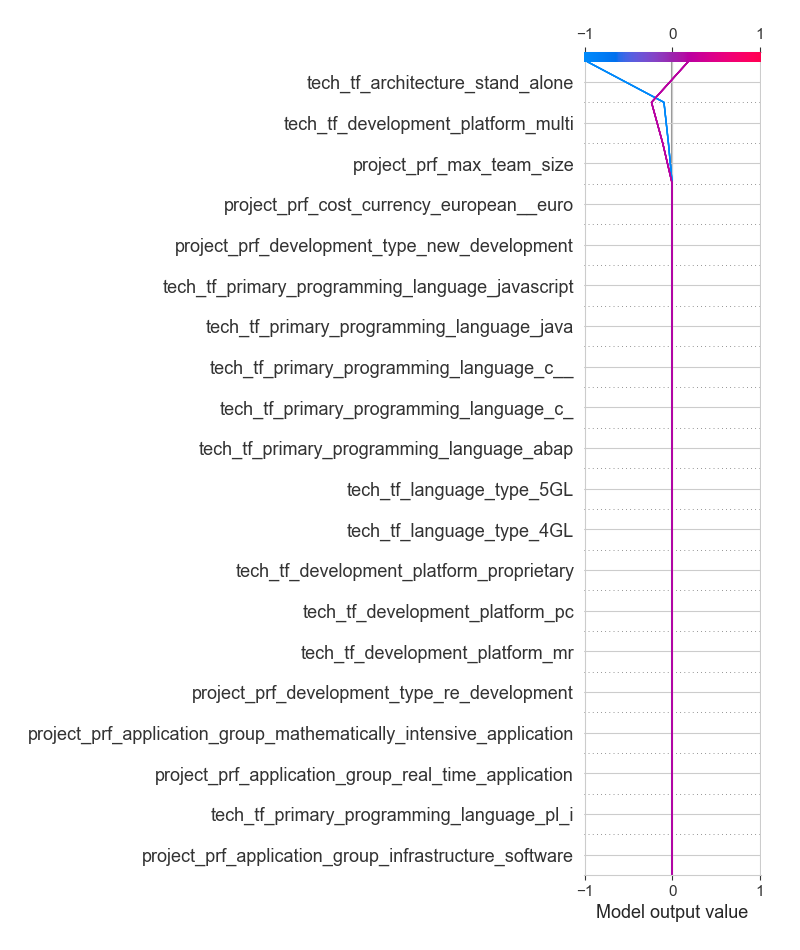 −1 0 1
tech_tf_architecture_stand_alone
tech_tf_development_platform_multi
project_prf_max_team_size
project_prf_cost_currency_european__euro
project_prf_development_type_new_development
tech_tf_primary_programming_language_javascript
tech_tf_primary_programming_language_java
tech_tf_primary_programming_language_c__
tech_tf_primary_programming_language_c_
tech_tf_primary_programming_language_abap
tech_tf_language_type_5GL
tech_tf_language_type_4GL
tech_tf_development_platform_proprietary
tech_tf_development_platform_pc
tech_tf_development_platform_mr
project_prf_development_type_re_development
project_prf_application_group_mathematically_intensive_application
project_prf_application_group_real_time_application
tech_tf_primary_programming_language_pl_i
project_prf_application_group_infrastructure_software
−1 0 1
Model output value